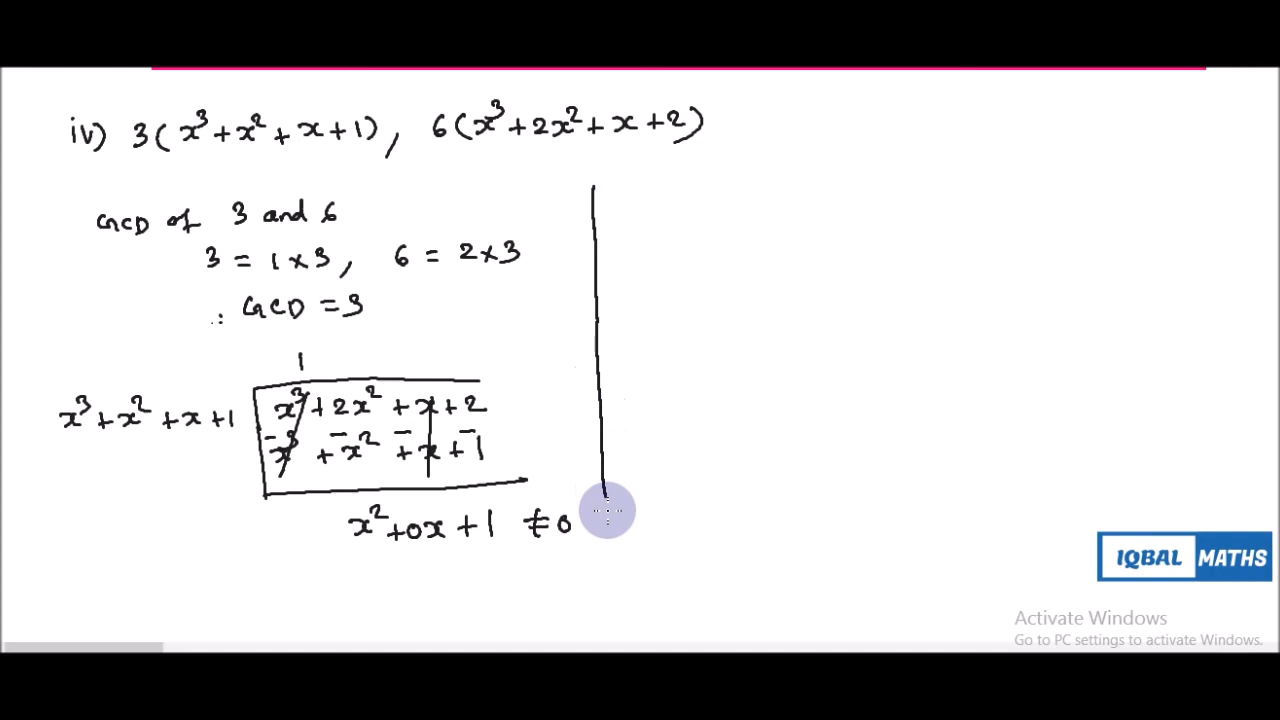 iv) 3(x³+x²+x+1), 6(x³+2x²+x+2)
GCD of 3 and 6
3 = 1×3, 6 = 2×3
∴ GCD = 3
1
x³+x²+x+1 x³+2x²+x+2
− − − −
x³+x²+x+1
x²+0x+1 ≠0
IQBAL MATHS
Activate Windows
Go to PC settings to activate Windows.